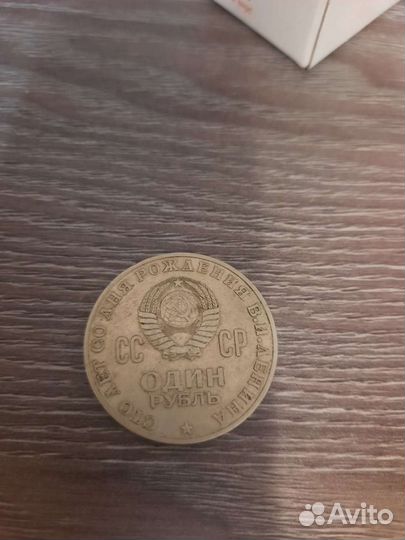 СТО ЛЕТ СО ДНЯ РОЖДЕНИЯ В.И.ЛЕНИНА
СС СР
ОДИН
РУБЛЬ
Avito